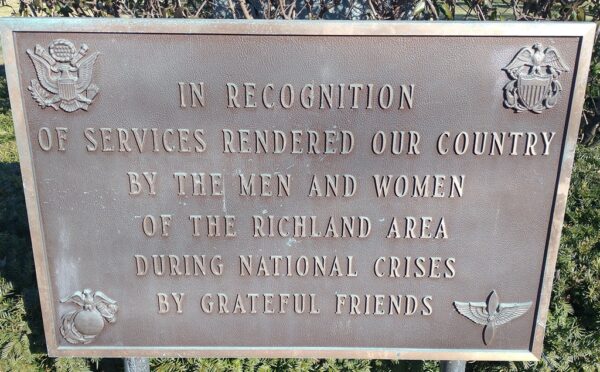 IN RECOGNITION
OF SERVICES RENDERED OUR COUNTRY
BY THE MEN AND WOMEN
OF THE RICHLAND AREA
DURING NATIONAL CRISES
BY GRATEFUL FRIENDS